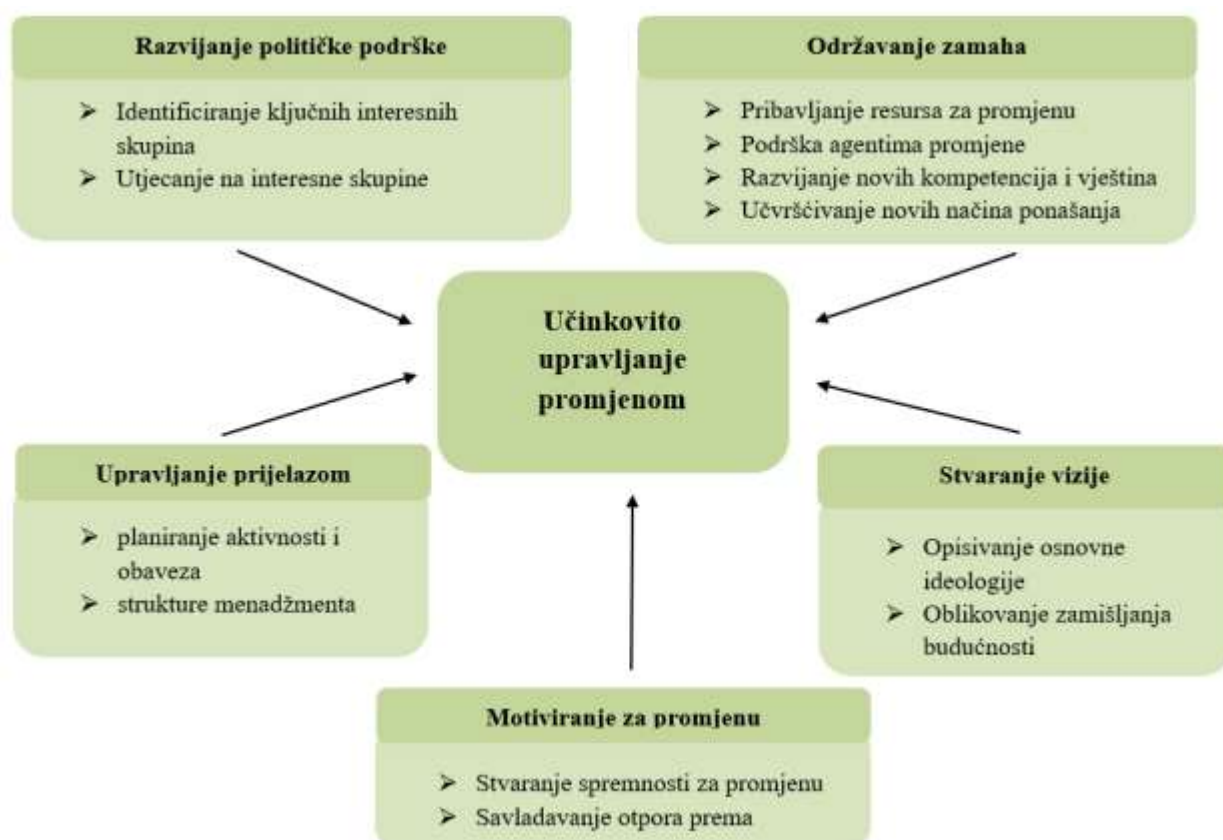 Razvijanje političke podrške
➢ Identificiranje ključnih interesnih
skupina
➢ Utjecanje na interesne skupine
Održavanje zamaha
➢ Pribavljanje resursa za promjenu
➢ Podrška agentima promjene
➢ Razvijanje novih kompetencija i vještina
➢ Učvršćivanje novih načina ponašanja
Učinkovito
upravljanje
promjenom
Upravljanje prijelazom
➢ planiranje aktivnosti i
obaveza
➢ strukture menadžmenta
Stvaranje vizije
➢ Opisivanje osnovne
ideologije
➢ Oblikovanje zamišljanja
budućnosti
Motiviranje za promjenu
➢ Stvaranje spremnosti za promjenu
➢ Savladavanje otpora prema